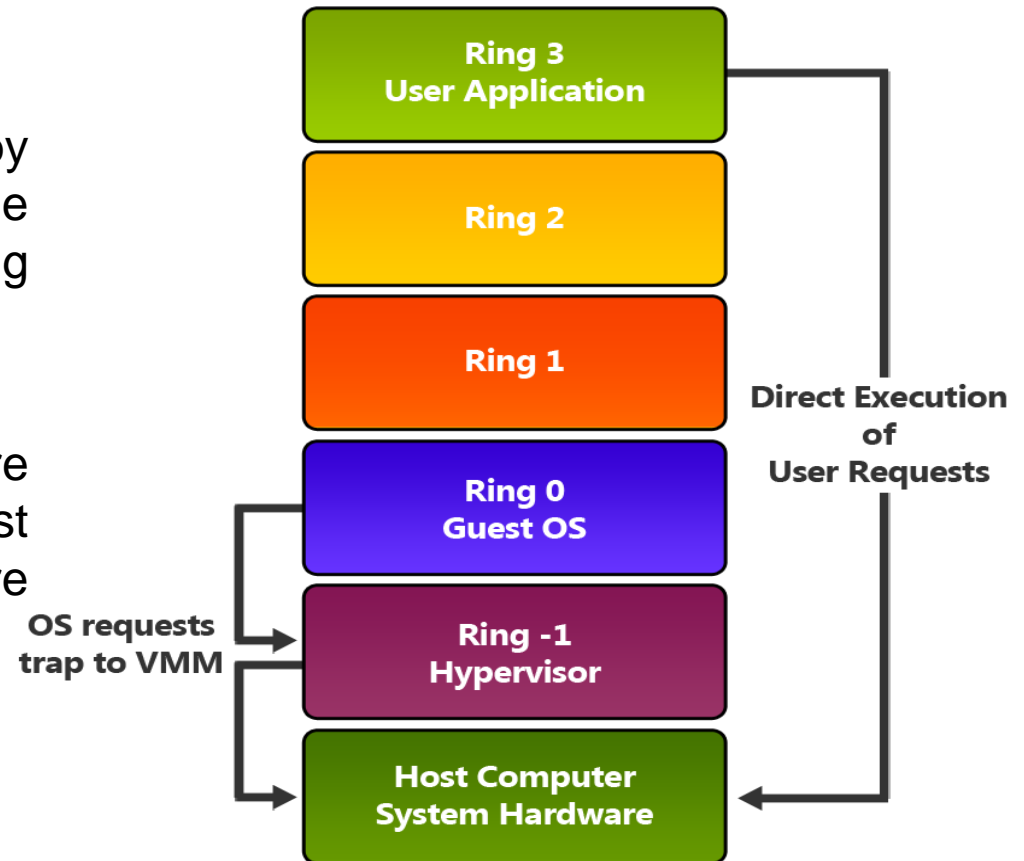 Ring 3
User Application
Ring 2
Ring 1
Direct Execution
of
User Requests
Ring 0
Guest OS
OS requests
trap to VMM
Ring -1
Hypervisor
Host Computer
System Hardware